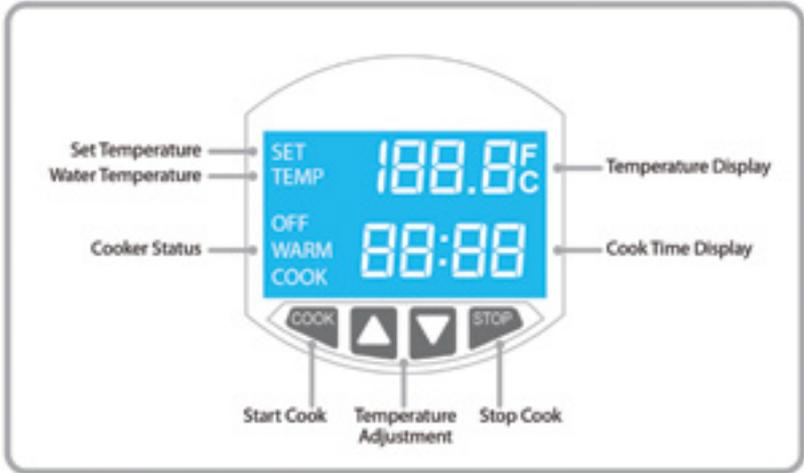 Set Temperature
Water Temperature
Cooker Status
SET
TEMP
188.8 F
C
OFF
WARM
COOK
88:88
Temperature Display
Cook Time Display
COOK
STOP
Start Cook
Temperature
Adjustment
Stop Cook